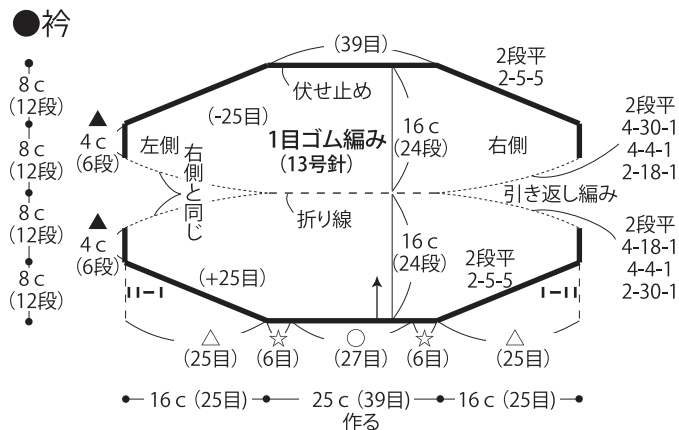 ●衿
(39目)
2段平
2-5-5
8c
(12段)
伏せ止め
▲
4c
(6段)
(-25目)
左側
1目ゴム編み
(13号針)
16c
(24段)
右側
2段平
4-30-1
4-4-1
2-18-1
8c
(12段)
右側と同じ
折り線
引き返し編み
8c
(12段)
▲
4c
(6段)
(+25目)
16c
(24段)
2段平
2-5-5
2段平
4-18-1
4-4-1
2-30-1
8c
(12段)
△ ☆ ○ ☆ △
(25目) (6目) (27目) (6目) (25目)
16c (25目) 25c (39目) 16c (25目)
作る